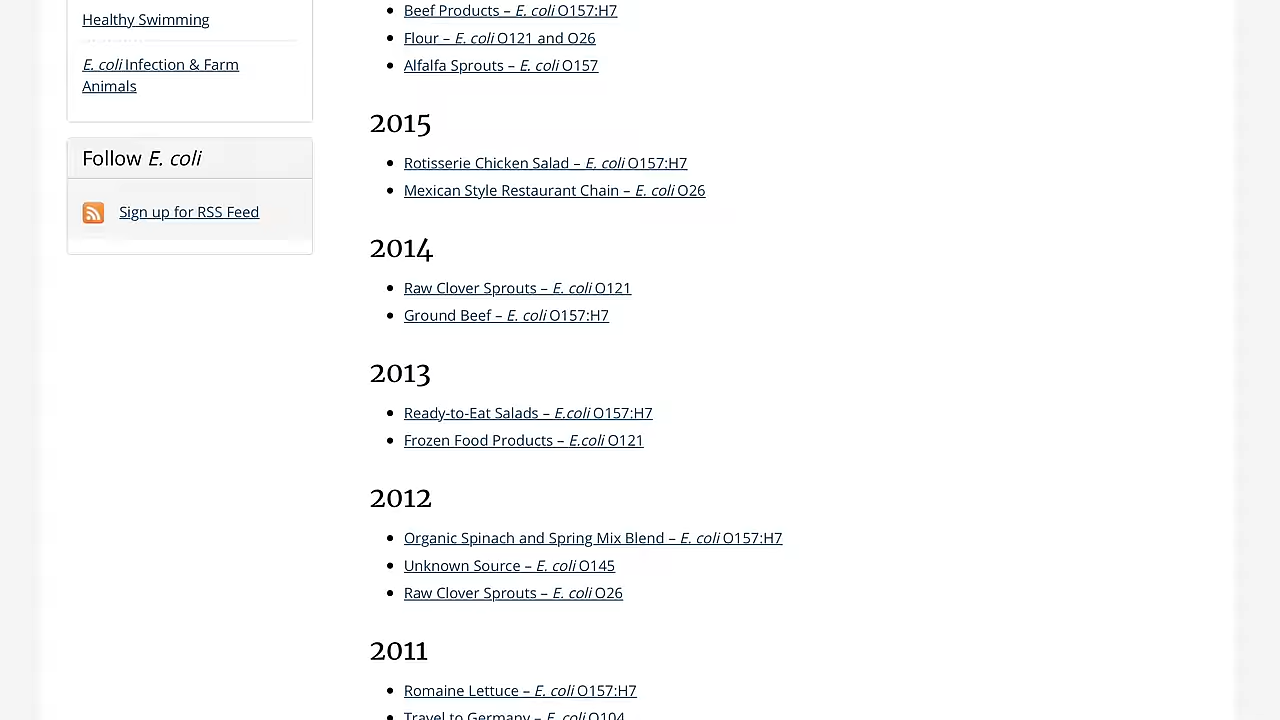 Healthy Swimming
E. coli Infection & Farm
Animals
Follow E. coli
Sign up for RSS Feed
Beef Products – E. coli O157:H7
Flour – E. coli O121 and O26
Alfalfa Sprouts – E. coli O157
2015
Rotisserie Chicken Salad – E. coli O157:H7
Mexican Style Restaurant Chain – E. coli O26
2014
Raw Clover Sprouts – E. coli O121
Ground Beef – E. coli O157:H7
2013
Ready-to-Eat Salads – E.coli O157:H7
Frozen Food Products – E.coli O121
2012
Organic Spinach and Spring Mix Blend – E. coli O157:H7
Unknown Source – E. coli O145
Raw Clover Sprouts – E. coli O26
2011
Romaine Lettuce – E. coli O157:H7
Travel to Germany – E. coli O104